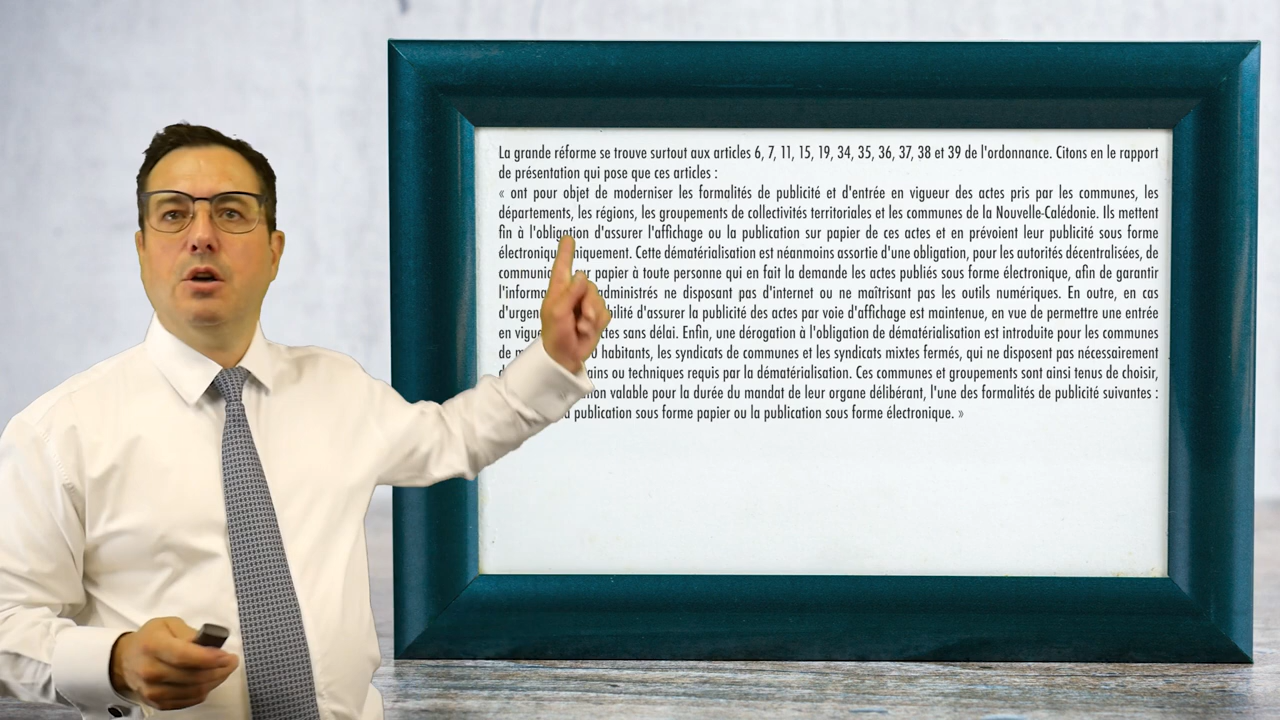 La grande réforme se trouve surtout aux articles 6, 7, 11, 15, 19, 34, 35, 36, 37, 38 et 39 de l'ordonnance. Citons en le rapport
de présentation qui pose que ces articles :
« ont pour objet de moderniser les formalités de publicité et d'entrée en vigueur des actes pris par les communes, les
départements, les régions, les groupements de collectivités territoriales et les communes de la Nouvelle-Calédonie. Ils mettent
fin à l'obligation d'assurer l'affichage ou la publication sur papier de ces actes et en prévoient leur publicité sous forme
électronique Cette dématérialisation est néanmoins assortie d'une obligation, pour les autorités décentralisées, de
papier à toute personne qui en fait la demande les actes publiés sous forme électronique, afin de garantir
ne disposant pas d'internet ou ne maîtrisant pas les outils numériques. En outre, en cas
d'assurer la publicité des actes par voie d'affichage est maintenue, en vue de permettre une entrée
en sans délai. Enfin, une dérogation à l'obligation de dématérialisation est introduite pour les communes
de habitants, les syndicats de communes et les syndicats mixtes fermés, qui ne disposent pas nécessairement
ou techniques requis par la dématérialisation. Ces communes et groupements sont ainsi tenus de choisir,
valable pour la durée du mandat de leur organe délibérant, l'une des formalités de publicité suivantes :
publication sous forme papier ou la publication sous forme électronique. »